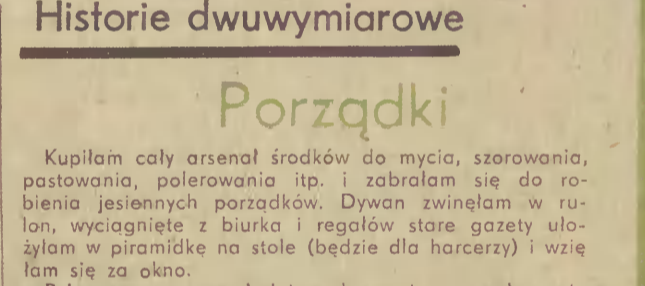 Historie dwuwymiarowe
Porządki
Kupiłam cały arsenał środków do mycia, szorowania,
pastowania, polerowania itp. i zabrałam się do ro-
bienia jesiennych porządków. Dywan zwinęłam w ru-
lon, wyciągnięte z biurka i regałów stare gazety uło-
żyłam w piramidkę na stole (będzie dla harcerzy) i wzię
łam się za okno.